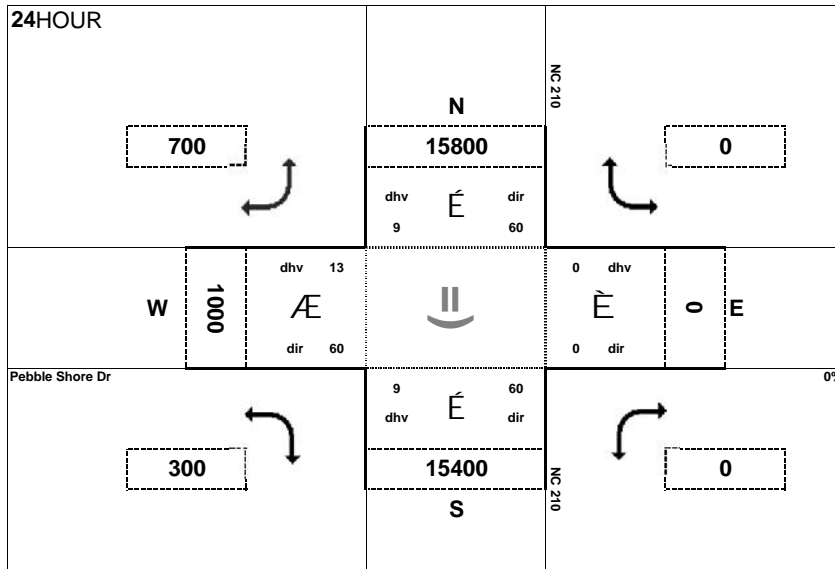 24HOUR
NC 210
N
700
15800
0
dhv É dir
9 60
dhv 13
0 dhv
W
1000
Æ
=)
È
0
E
dir 60
0 dir
Pebble Shore Dr
0%
9 60
dhv É dir
300
15400
0
NC 210
S